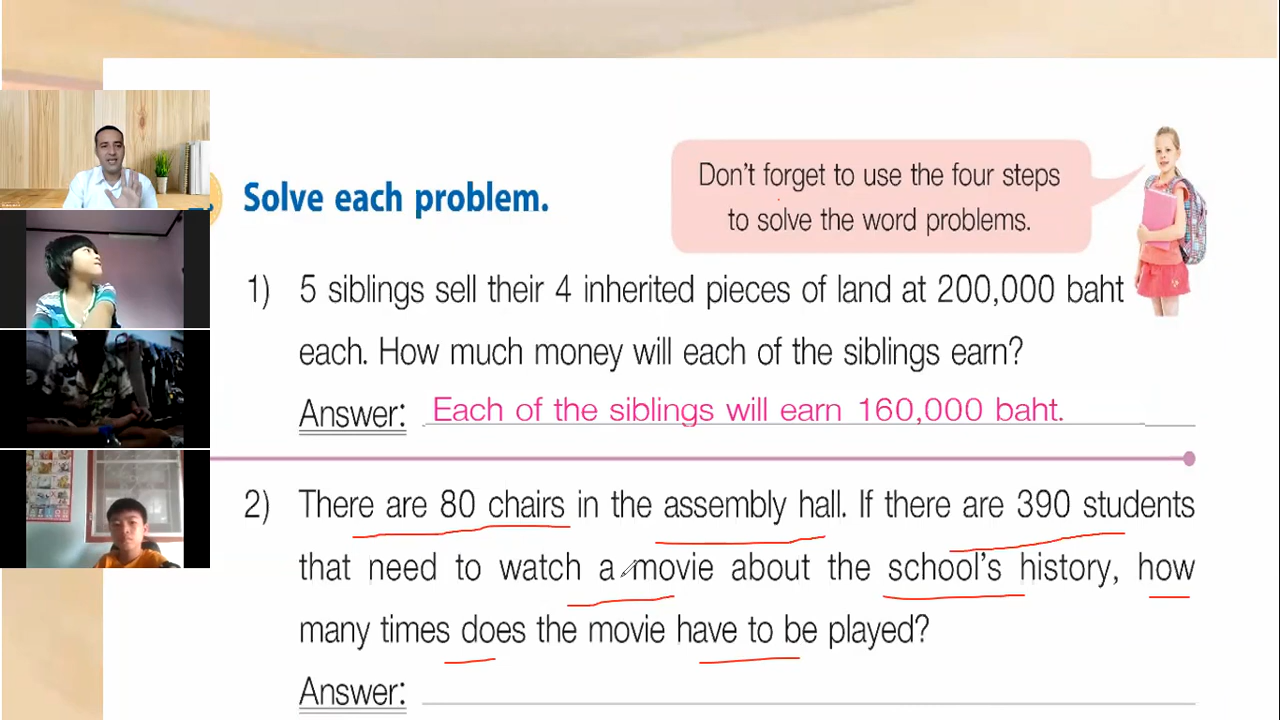 Solve each problem.
Don't forget to use the four steps
to solve the word problems.
1) 5 siblings sell their 4 inherited pieces of land at 200,000 baht
each. How much money will each of the siblings earn?
Answer: Each of the siblings will earn 160,000 baht.
2) There are 80 chairs in the assembly hall. If there are 390 students
that need to watch a movie about the school's history, how
many times does the movie have to be played?
Answer: